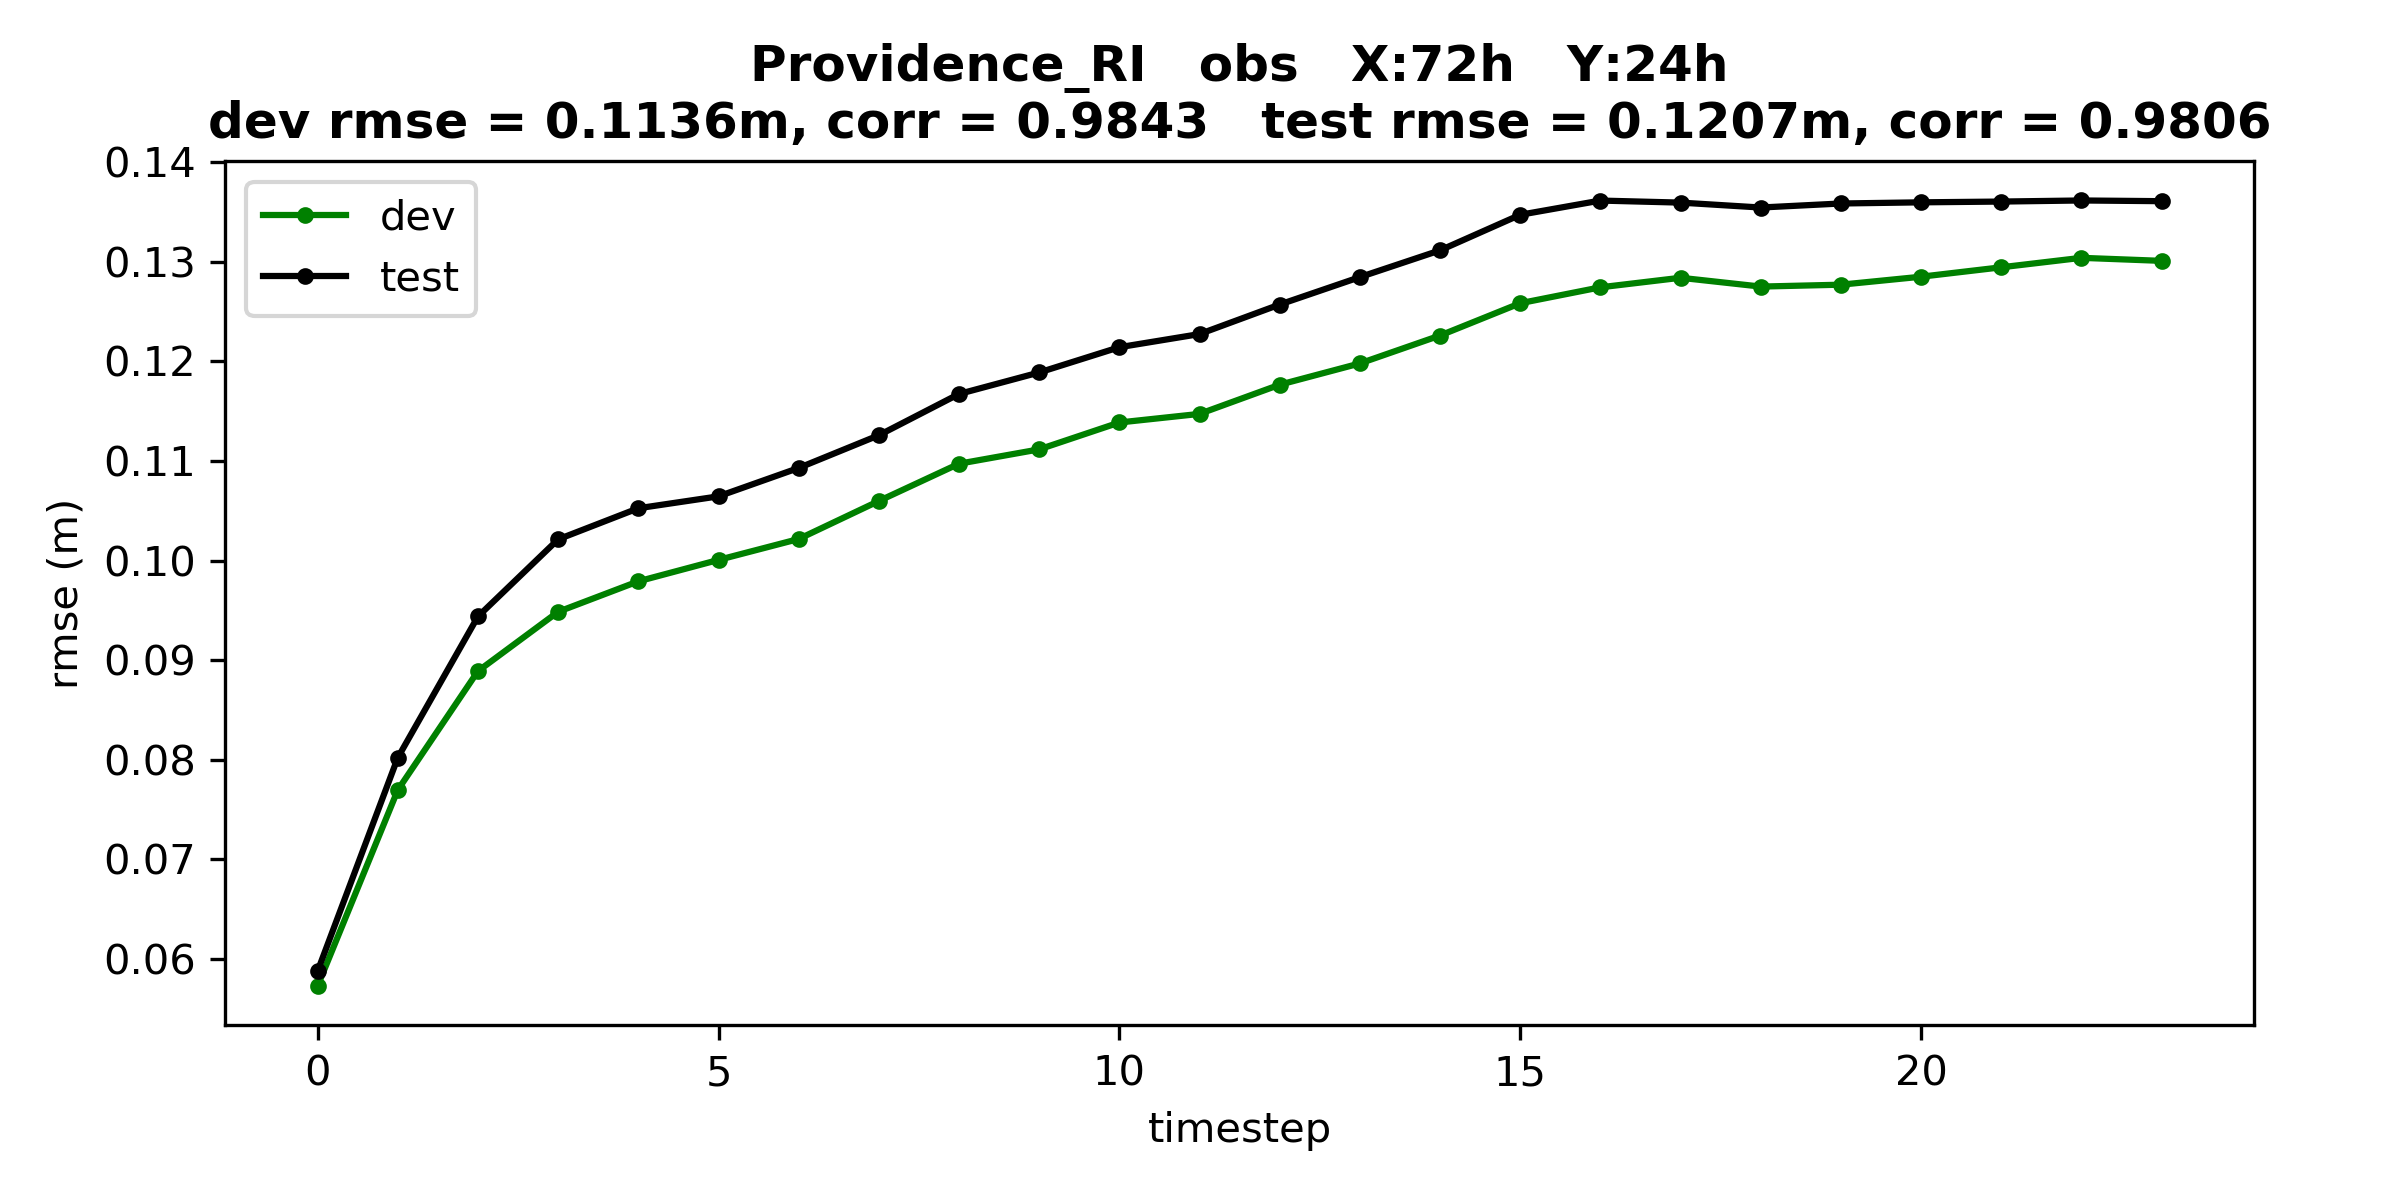 Providence_RI obs X:72h Y:24h
dev rmse = 0.1136m, corr = 0.9843 test rmse = 0.1207m, corr = 0.9806
dev
test
rmse (m)
0.14
0.13
0.12
0.11
0.10
0.09
0.08
0.07
0.06
0 5 10 15 20
timestep